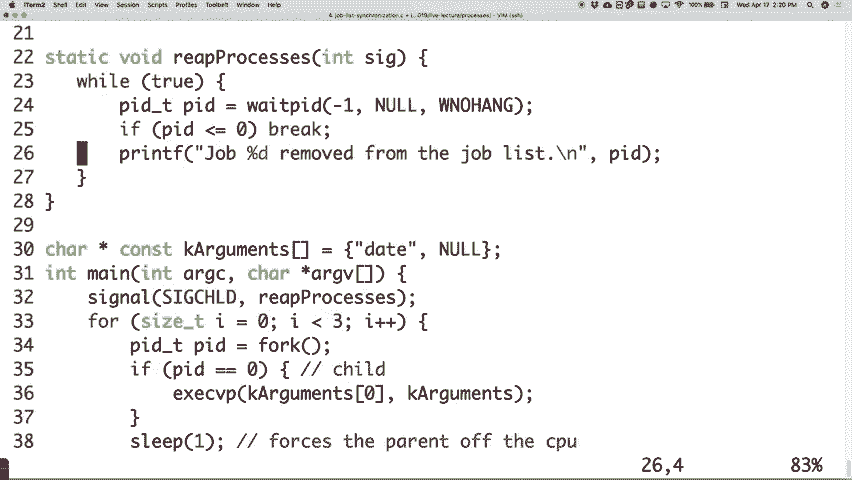 iTerm2 Shell Edit View Session Scripts Profiles Toolbelt Window Help 100% Wed Apr 17 2:20 PM
4. job-list-synchronization.c + (...019/live-lecture/processes) - VIM (ssh)
21
22 static void reapProcesses(int sig) {
23 while (true) {
24 pid_t pid = waitpid(-1, NULL, WNOHANG);
25 if (pid <= 0) break;
26 printf("Job %d removed from the job list.\n", pid);
27 }
28 }
29
30 char * const kArguments[] = {"date", NULL};
31 int main(int argc, char *argv[]) {
32 signal(SIGCHLD, reapProcesses);
33 for (size_t i = 0; i < 3; i++) {
34 pid_t pid = fork();
35 if (pid == 0) { // child
36 execvp(kArguments[0], kArguments);
37 }
38 sleep(1); // forces the parent off the cpu
26,4 83%